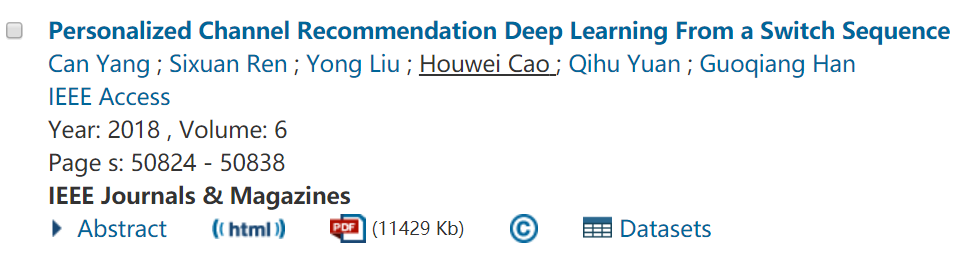 Personalized Channel Recommendation Deep Learning From a Switch Sequence
Can Yang ; Sixuan Ren ; Yong Liu ; Houwei Cao ; Qihu Yuan ; Guoqiang Han
IEEE Access
Year: 2018 , Volume: 6
Page s: 50824 - 50838
IEEE Journals & Magazines
Abstract ((html)) PDF (11429 Kb) © Datasets